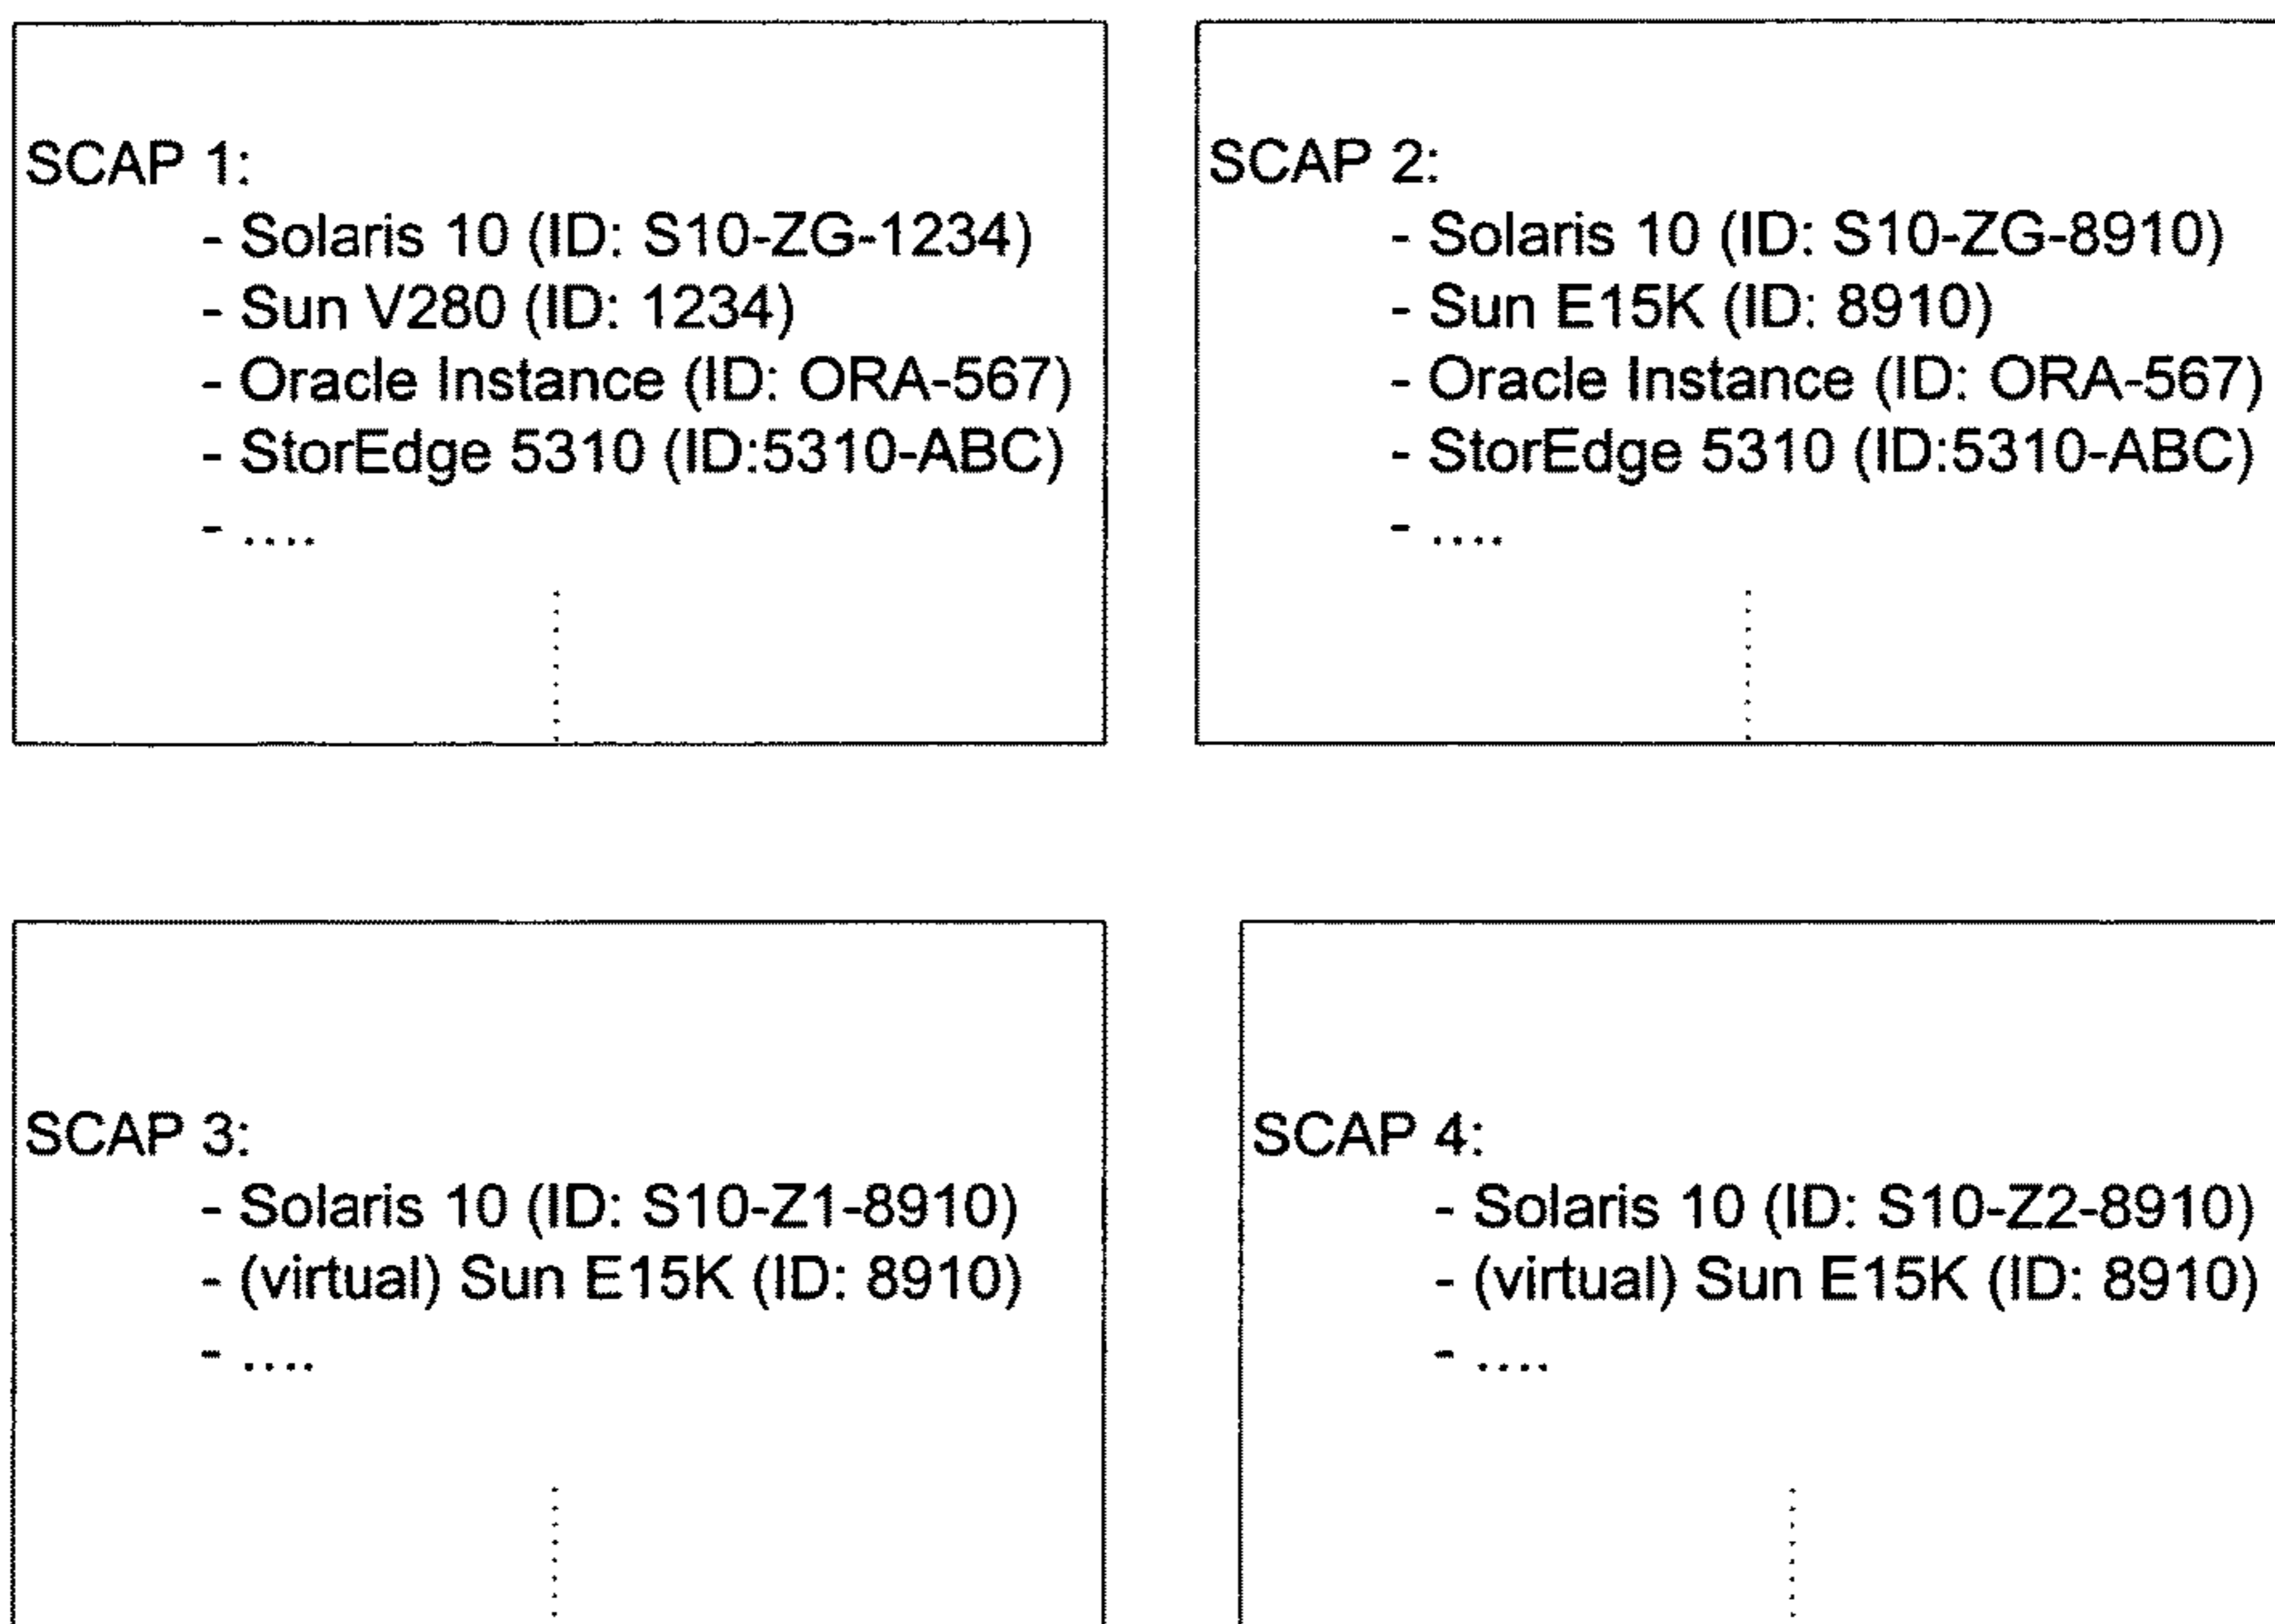 SCAP 1:
- Solaris 10 (ID: S10-ZG-1234)
- Sun V280 (ID: 1234)
- Oracle Instance (ID: ORA-567)
- StorEdge 5310 (ID:5310-ABC)
- ....
SCAP 2:
- Solaris 10 (ID: S10-ZG-8910)
- Sun E15K (ID: 8910)
- Oracle Instance (ID: ORA-567)
- StorEdge 5310 (ID:5310-ABC)
- ....
SCAP 3:
- Solaris 10 (ID: S10-Z1-8910)
- (virtual) Sun E15K (ID: 8910)
- ....
SCAP 4:
- Solaris 10 (ID: S10-Z2-8910)
- (virtual) Sun E15K (ID: 8910)
- ....